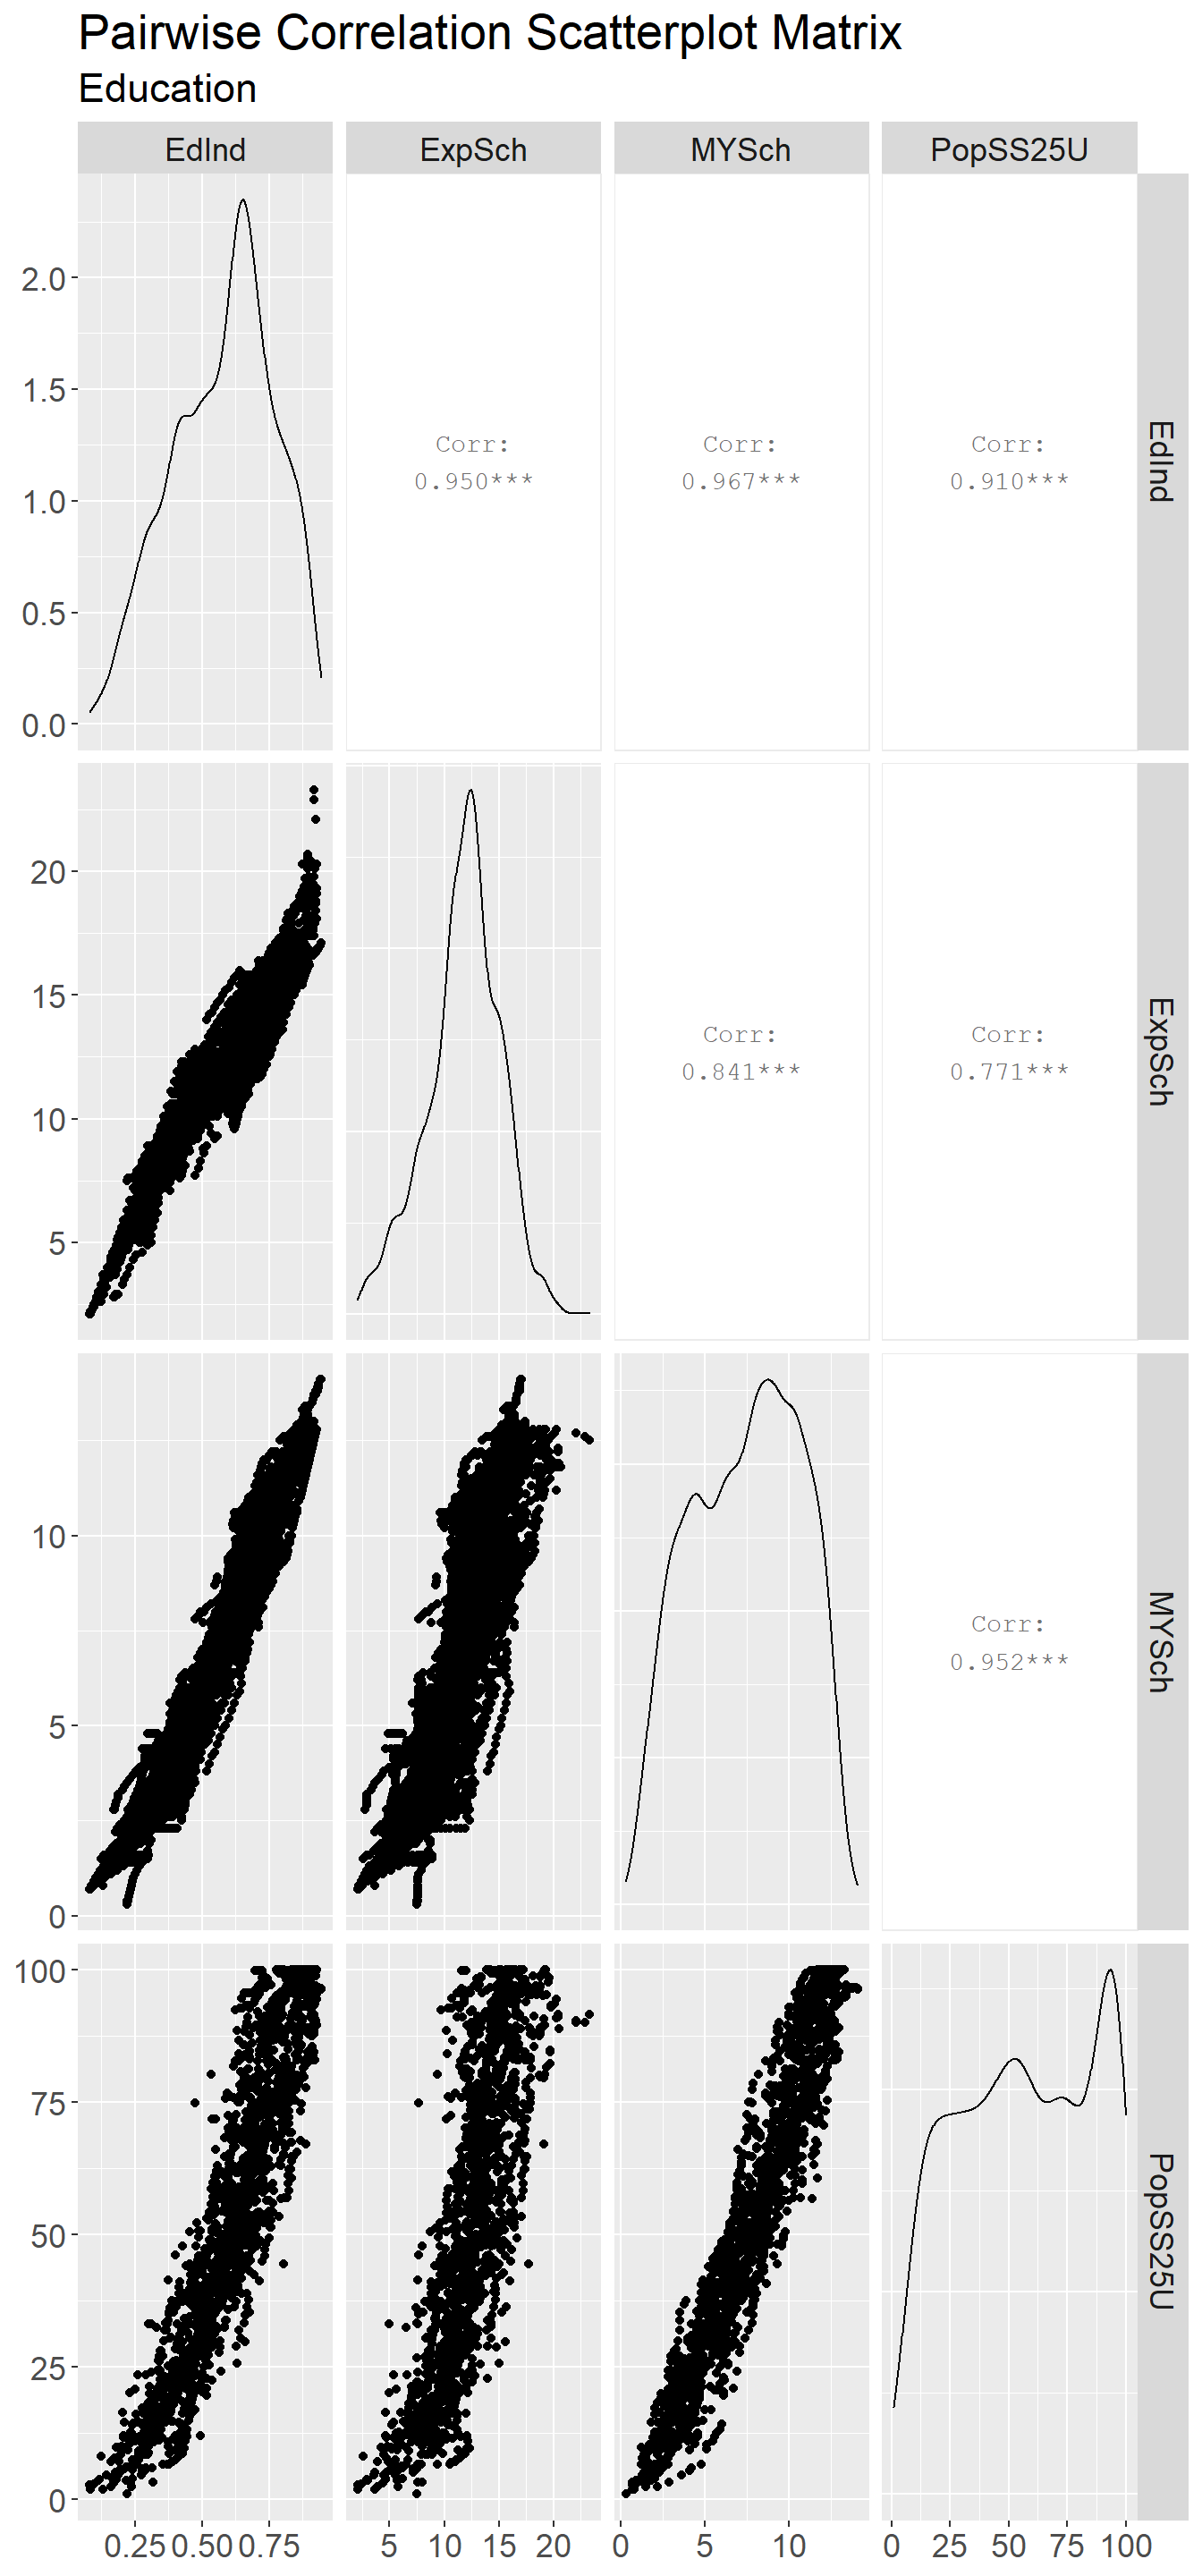 Pairwise Correlation Scatterplot Matrix
Education
EdInd ExpSch MYSch PopSS25U
2.0
1.5
1.0
0.5
0.0
Corr:
0.950***
Corr:
0.967***
Corr:
0.910***
EdInd
20
15
10
5
Corr:
0.841***
Corr:
0.771***
ExpSch
10
5
0
Corr:
0.952***
MYSch
100
75
50
25
0
PopSS25U
0.25 0.50 0.75
5 10 15 20
0 5 10
0 25 50 75 100